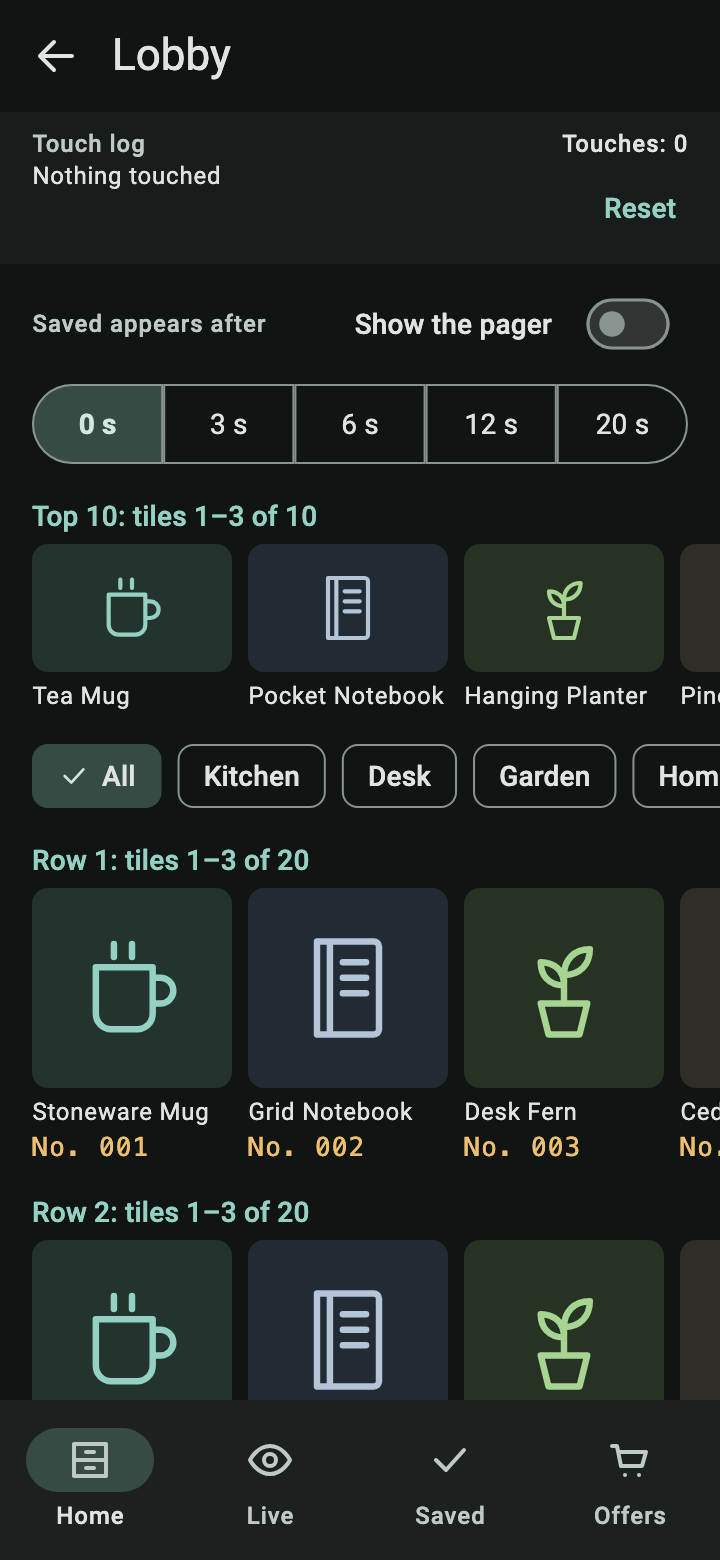 Lobby
Touch log
Touches: 0
Nothing touched
Reset
Saved appears after
Show the pager
0 s
3 s
6 s
12 s
20 s
Top 10: tiles 1–3 of 10
Tea Mug
Pocket Notebook
Hanging Planter
All
Kitchen
Desk
Garden
Row 1: tiles 1–3 of 20
Stoneware Mug
Grid Notebook
Desk Fern
No. 001
No. 002
No. 003
No.
Row 2: tiles 1–3 of 20
Home
Live
Saved
Offers